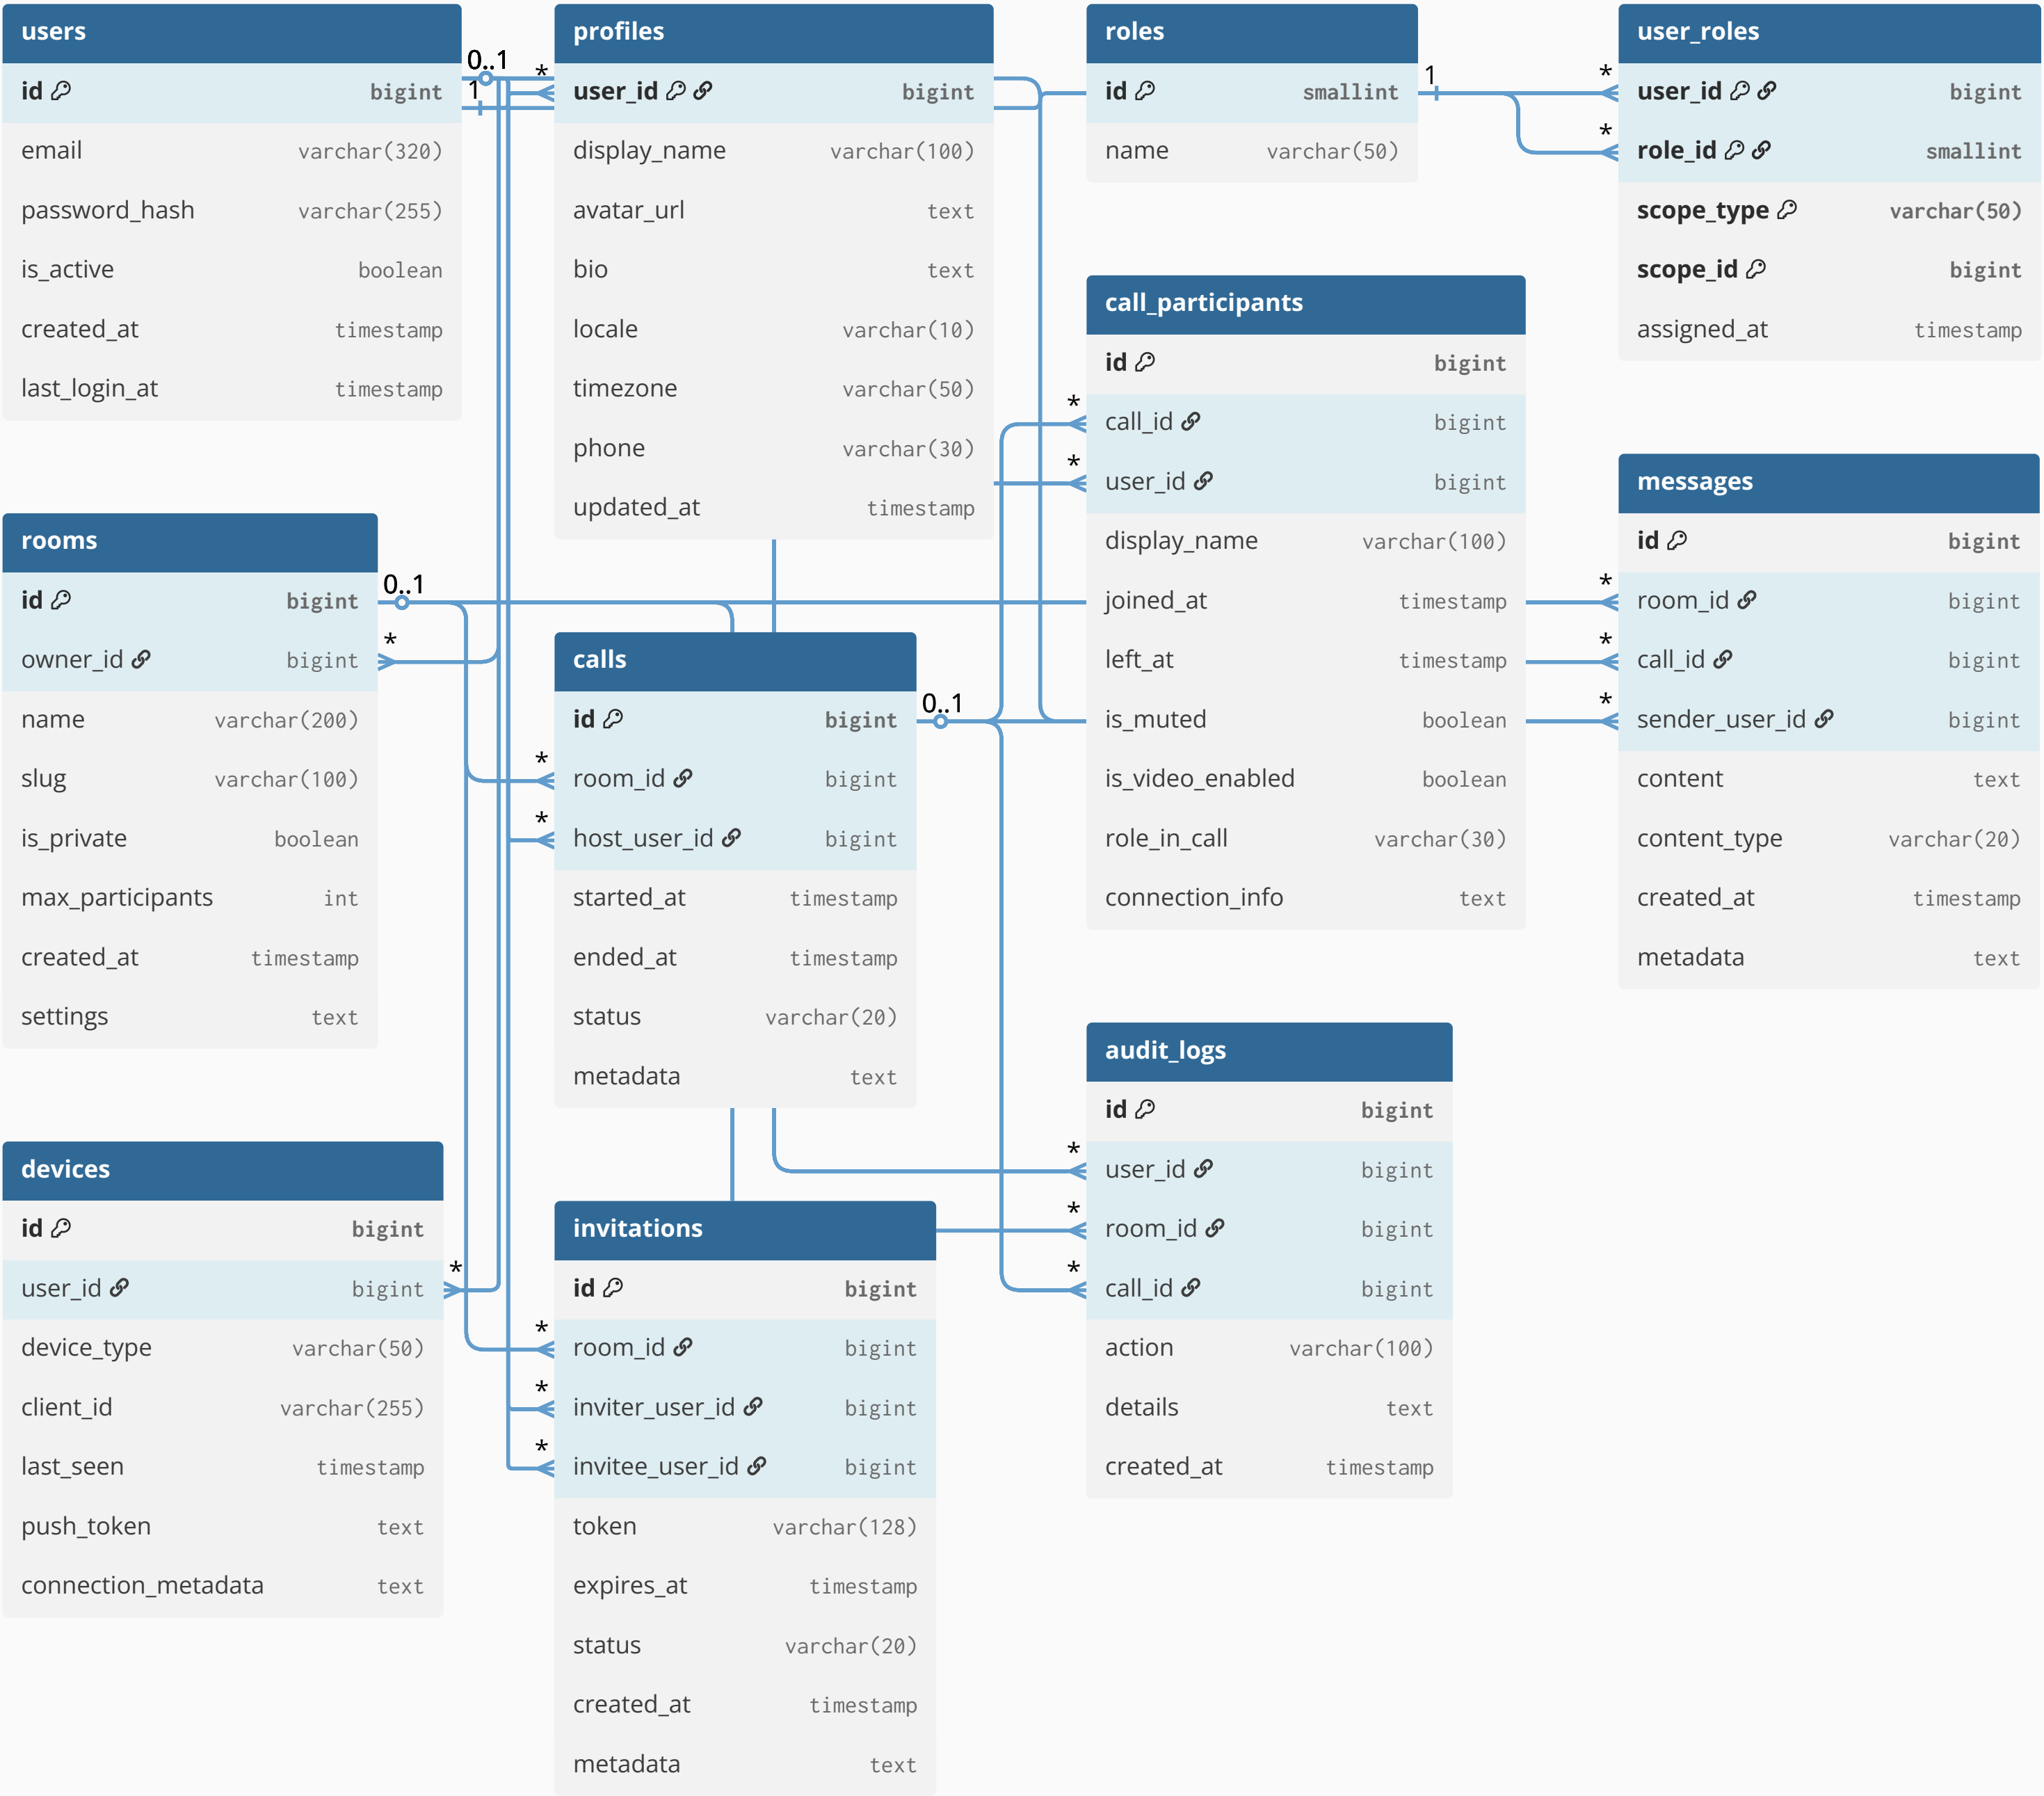 users
id bigint
email varchar(320)
password_hash varchar(255)
is_active boolean
created_at timestamp
last_login_at timestamp
0..1
1
*
profiles
user_id bigint
display_name varchar(100)
avatar_url text
bio text
locale varchar(10)
timezone varchar(50)
phone varchar(30)
updated_at timestamp
roles
id smallint
name varchar(50)
1
*
*
user_roles
user_id bigint
role_id smallint
scope_type varchar(50)
scope_id bigint
assigned_at timestamp
rooms
id bigint
owner_id bigint
name varchar(200)
slug varchar(100)
is_private boolean
max_participants int
created_at timestamp
settings text
0..1
*
*
*
calls
id bigint
room_id bigint
host_user_id bigint
started_at timestamp
ended_at timestamp
status varchar(20)
metadata text
0..1
*
*
call_participants
id bigint
call_id bigint
user_id bigint
display_name varchar(100)
joined_at timestamp
left_at timestamp
is_muted boolean
is_video_enabled boolean
role_in_call varchar(30)
connection_info text
*
*
*
messages
id bigint
room_id bigint
call_id bigint
sender_user_id bigint
content text
content_type varchar(20)
created_at timestamp
metadata text
devices
id bigint
user_id bigint
device_type varchar(50)
client_id varchar(255)
last_seen timestamp
push_token text
connection_metadata text
*
*
*
*
invitations
id bigint
room_id bigint
inviter_user_id bigint
invitee_user_id bigint
token varchar(128)
expires_at timestamp
status varchar(20)
created_at timestamp
metadata text
*
*
*
audit_logs
id bigint
user_id bigint
room_id bigint
call_id bigint
action varchar(100)
details text
created_at timestamp